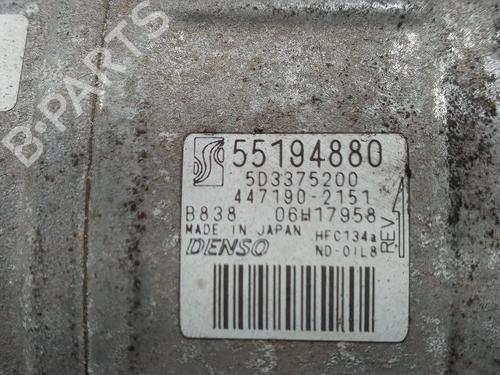 B-PARTS
S 55194880
5D3375200
447190-2151
B838 06H17958
MADE IN JAPAN HFC134a
DENSO ND-OIL8
REV